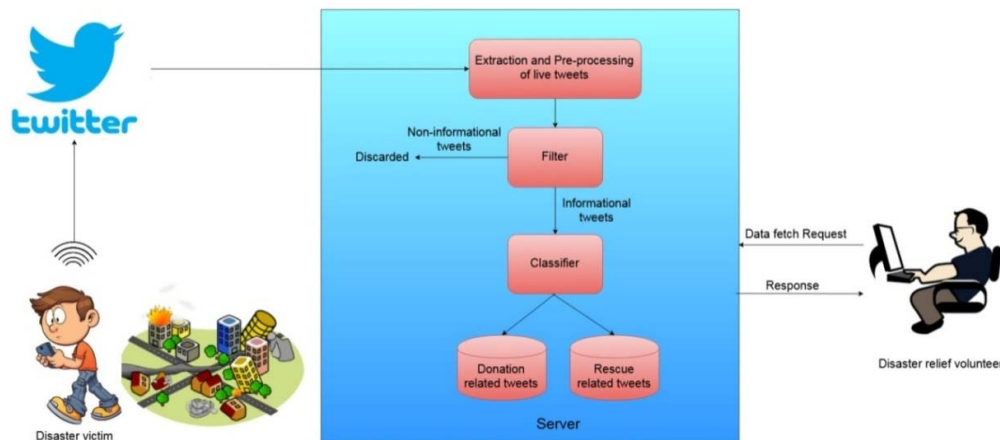 twitter
Extraction and Pre-processing
of live tweets
Non-informational
tweets
Discarded
Filter
Informational
tweets
Classifier
Data fetch Request
Response
Donation
related tweets
Rescue
related tweets
Server
Disaster victim
Disaster relief volunteer